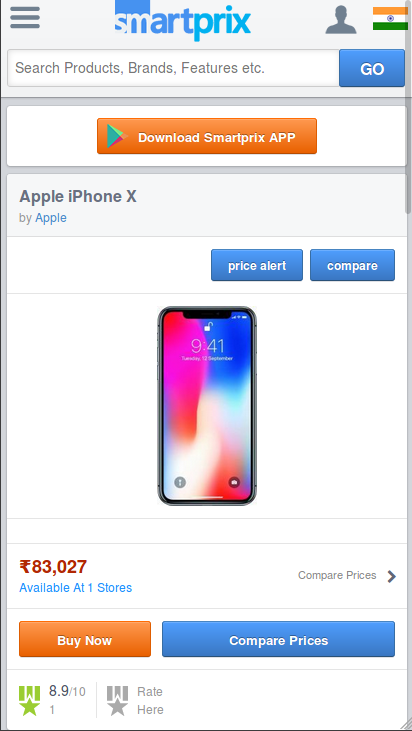 smartprix
Search Products, Brands, Features etc.
GO
Download Smartprix APP
Apple iPhone X
by Apple
price alert
compare
9:41
Tuesday, 12 September
₹83,027
Available At 1 Stores
Compare Prices
Buy Now
Compare Prices
8.9/10
1
Rate
Here